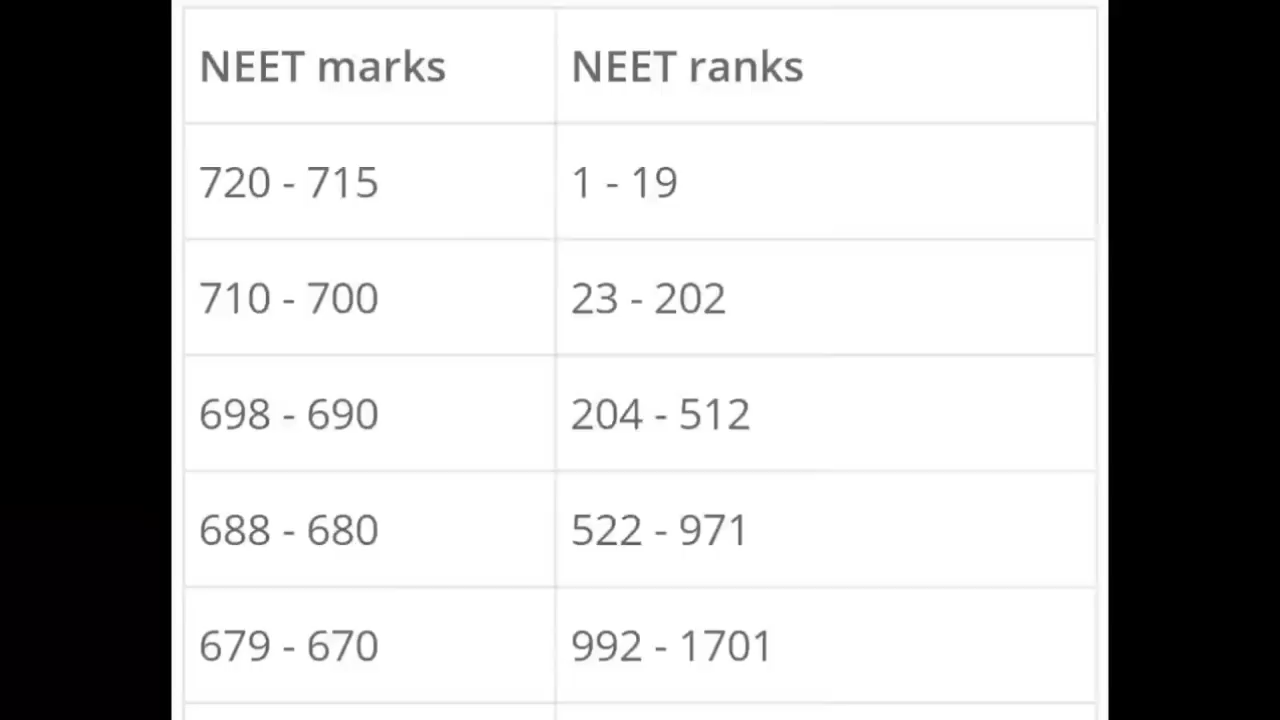 NEET marks NEET ranks
720 - 715 1 - 19
710 - 700 23 - 202
698 - 690 204 - 512
688 - 680 522 - 971
679 - 670 992 - 1701